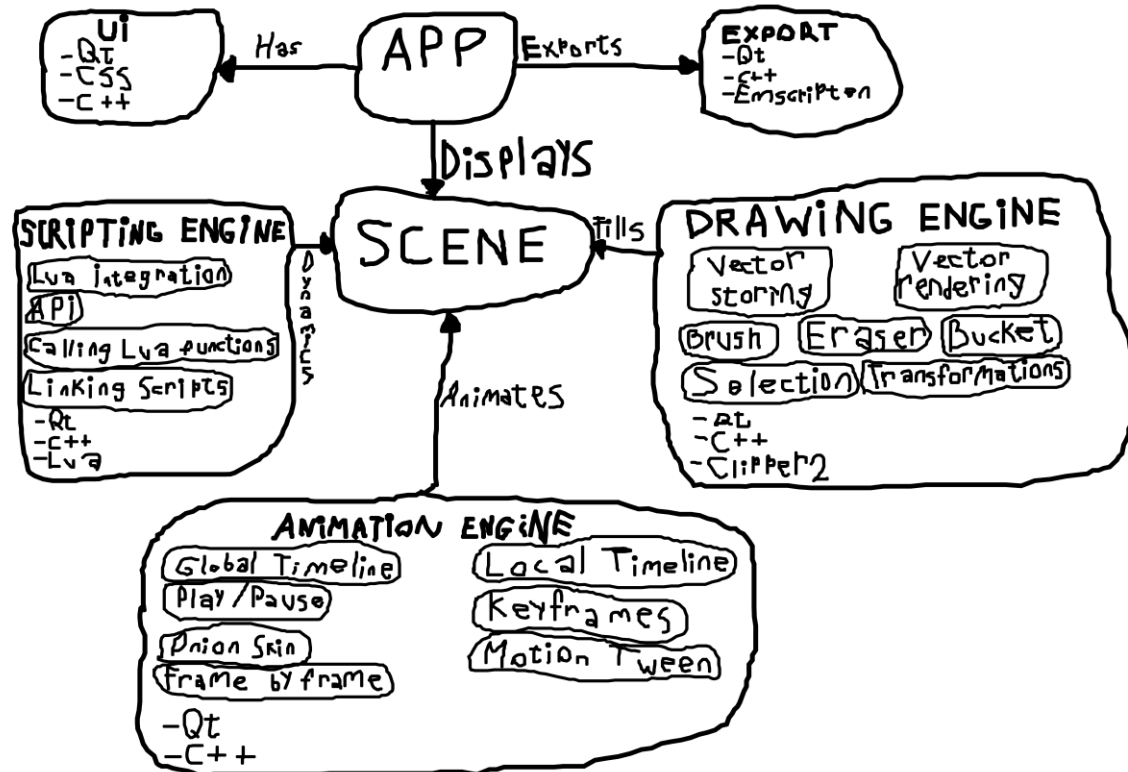 Ui
-Qt
-CSS
-C++
Has
APP
Exports
EXPORT
-Qt
-C++
-Emscripton
Displays
SCENE
SCRIPTING ENGINE
Lua integration
APi
Calling Lua functions
Linking Scripts
-Qt
-C++
-Lua
Dynamics
Fills
DRAWiNG ENGINE
Vector
storing
Vector
rendering
Brush
Eraser
Bucket
Selection
Transformations
-Qt
-C++
-Clipper2
Animates
ANIMATION ENGiNE
Global Timeline
Local Timeline
Play/Pause
Keyframes
Onion Skin
Motion Tween
Frame by frame
-Qt
-C++